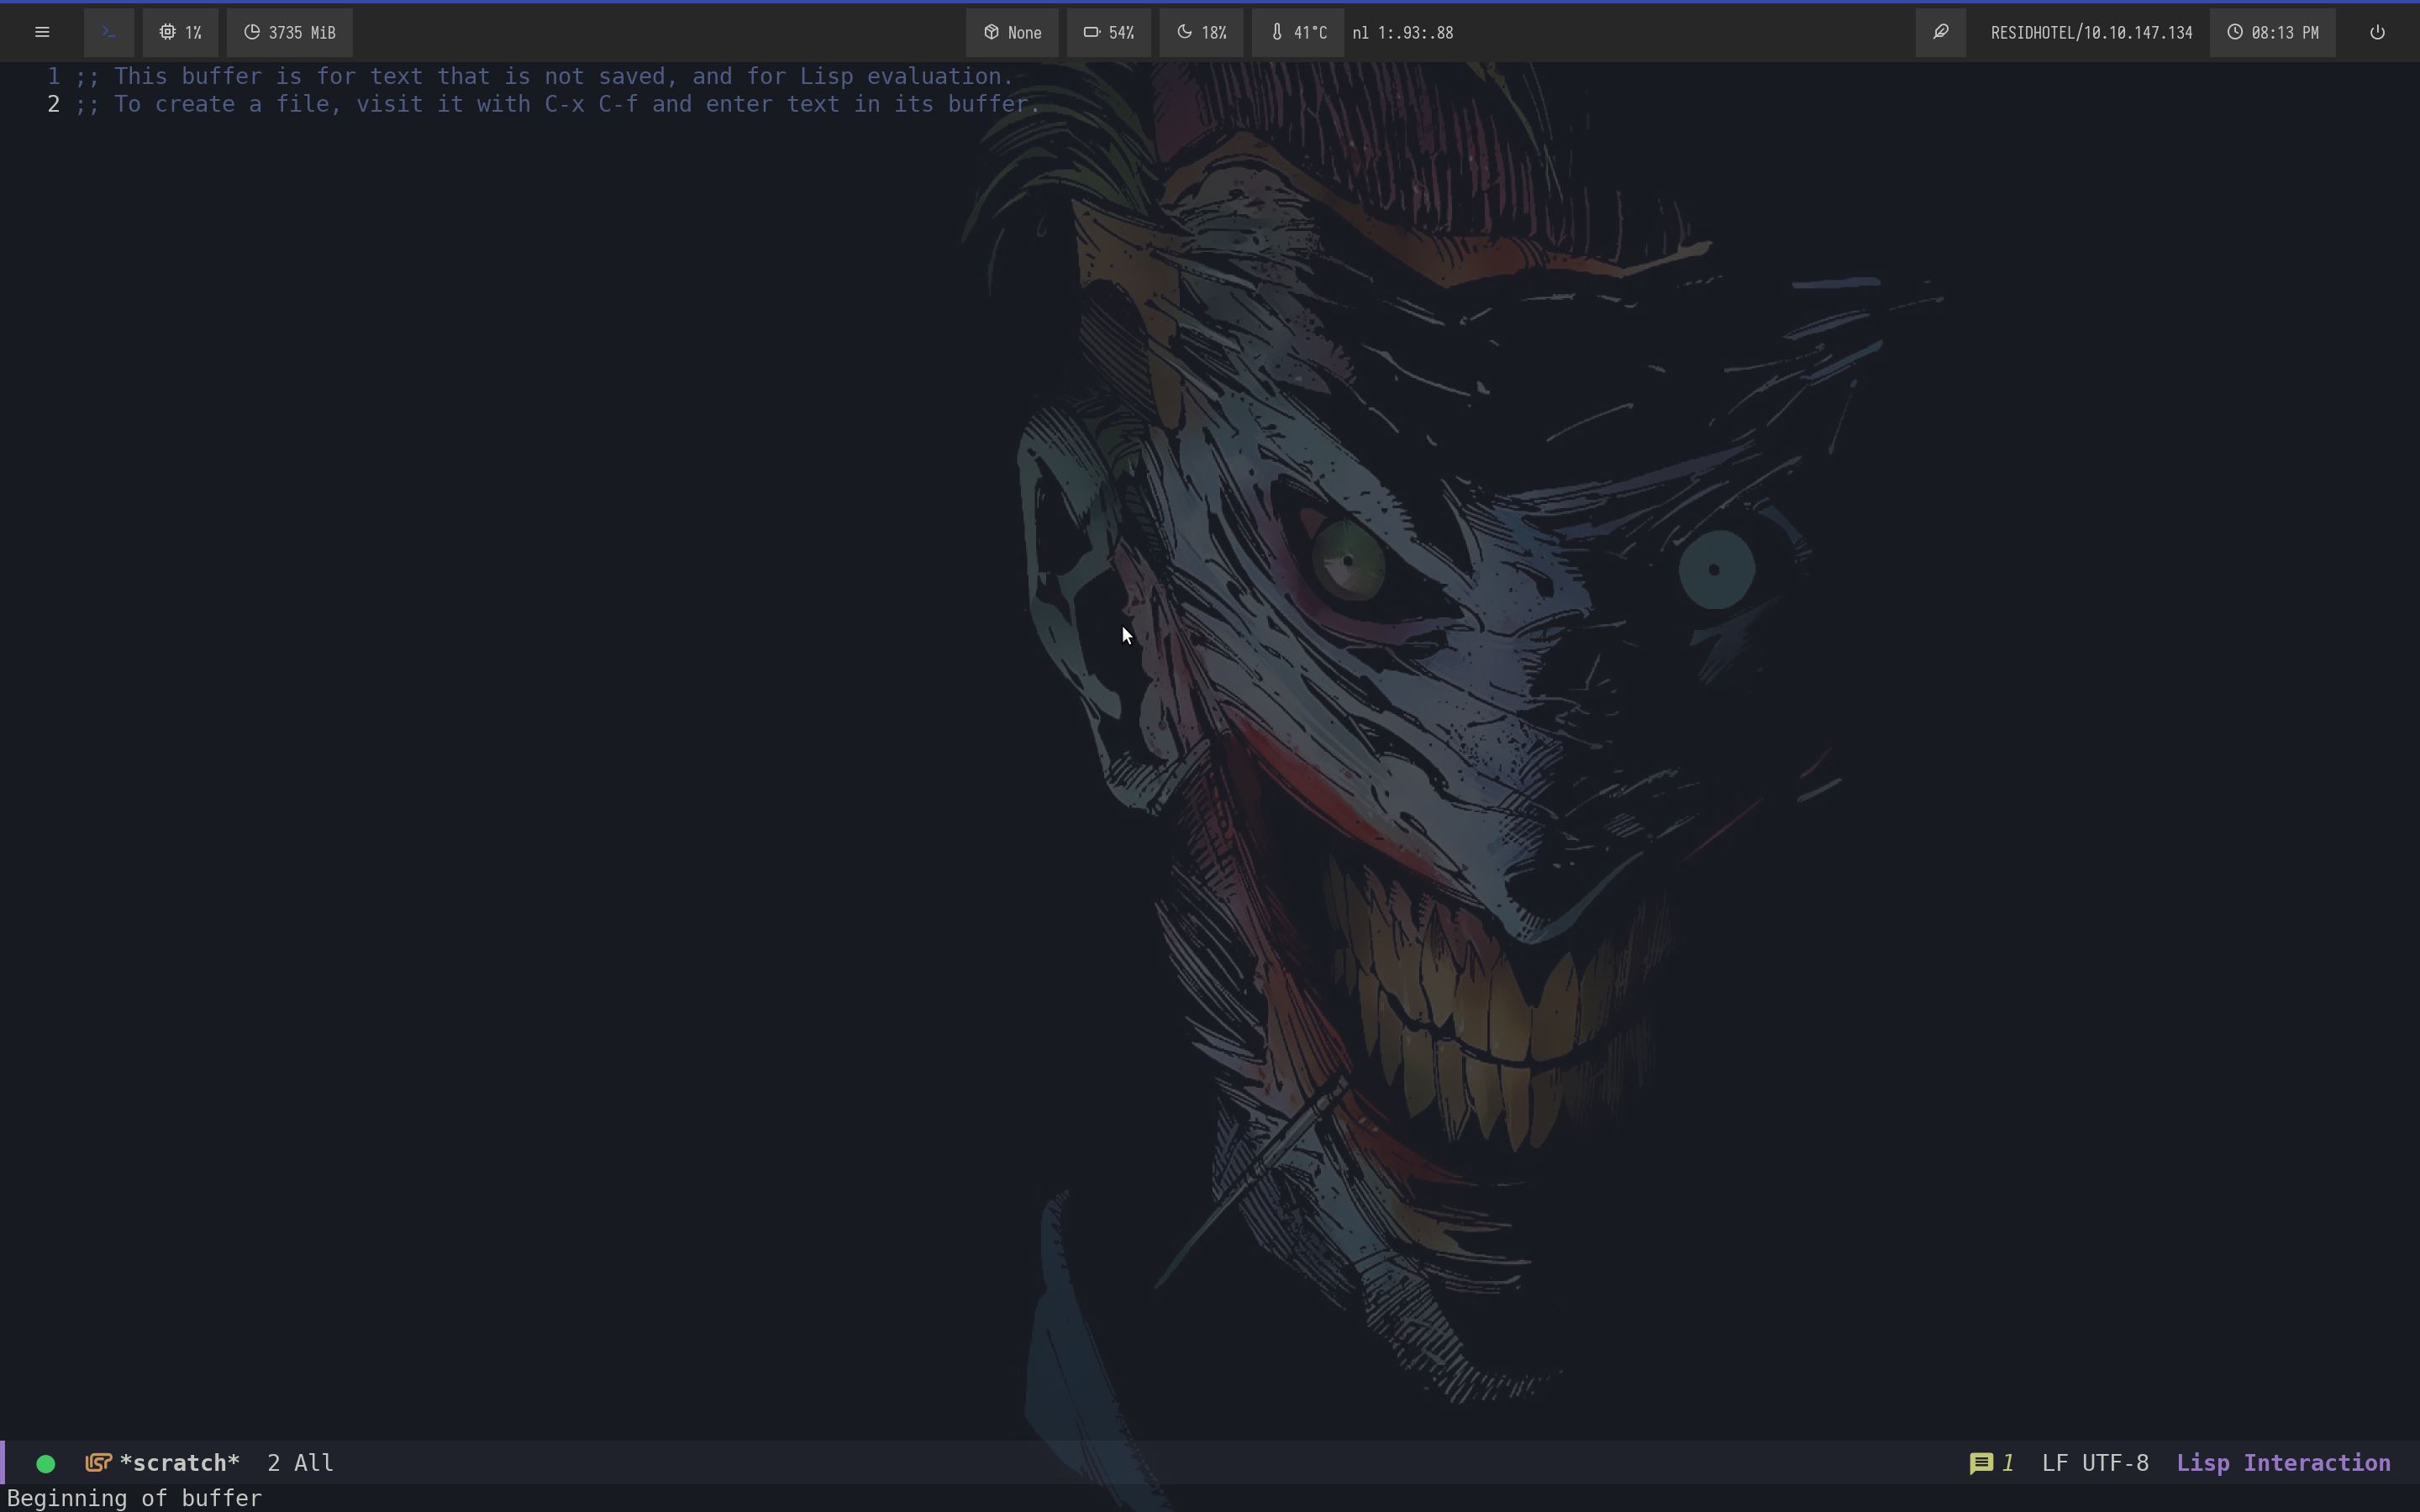 1% 3735 MiB None 54% 18% 41°C nl 1:.93:.88 RESIDHOTEL/10.10.147.134 08:13 PM
1 ;; This buffer is for text that is not saved, and for Lisp evaluation.
2 ;; To create a file, visit it with C-x C-f and enter text in its buffer.
*scratch* 2 All 1 LF UTF-8 Lisp Interaction
Beginning of buffer